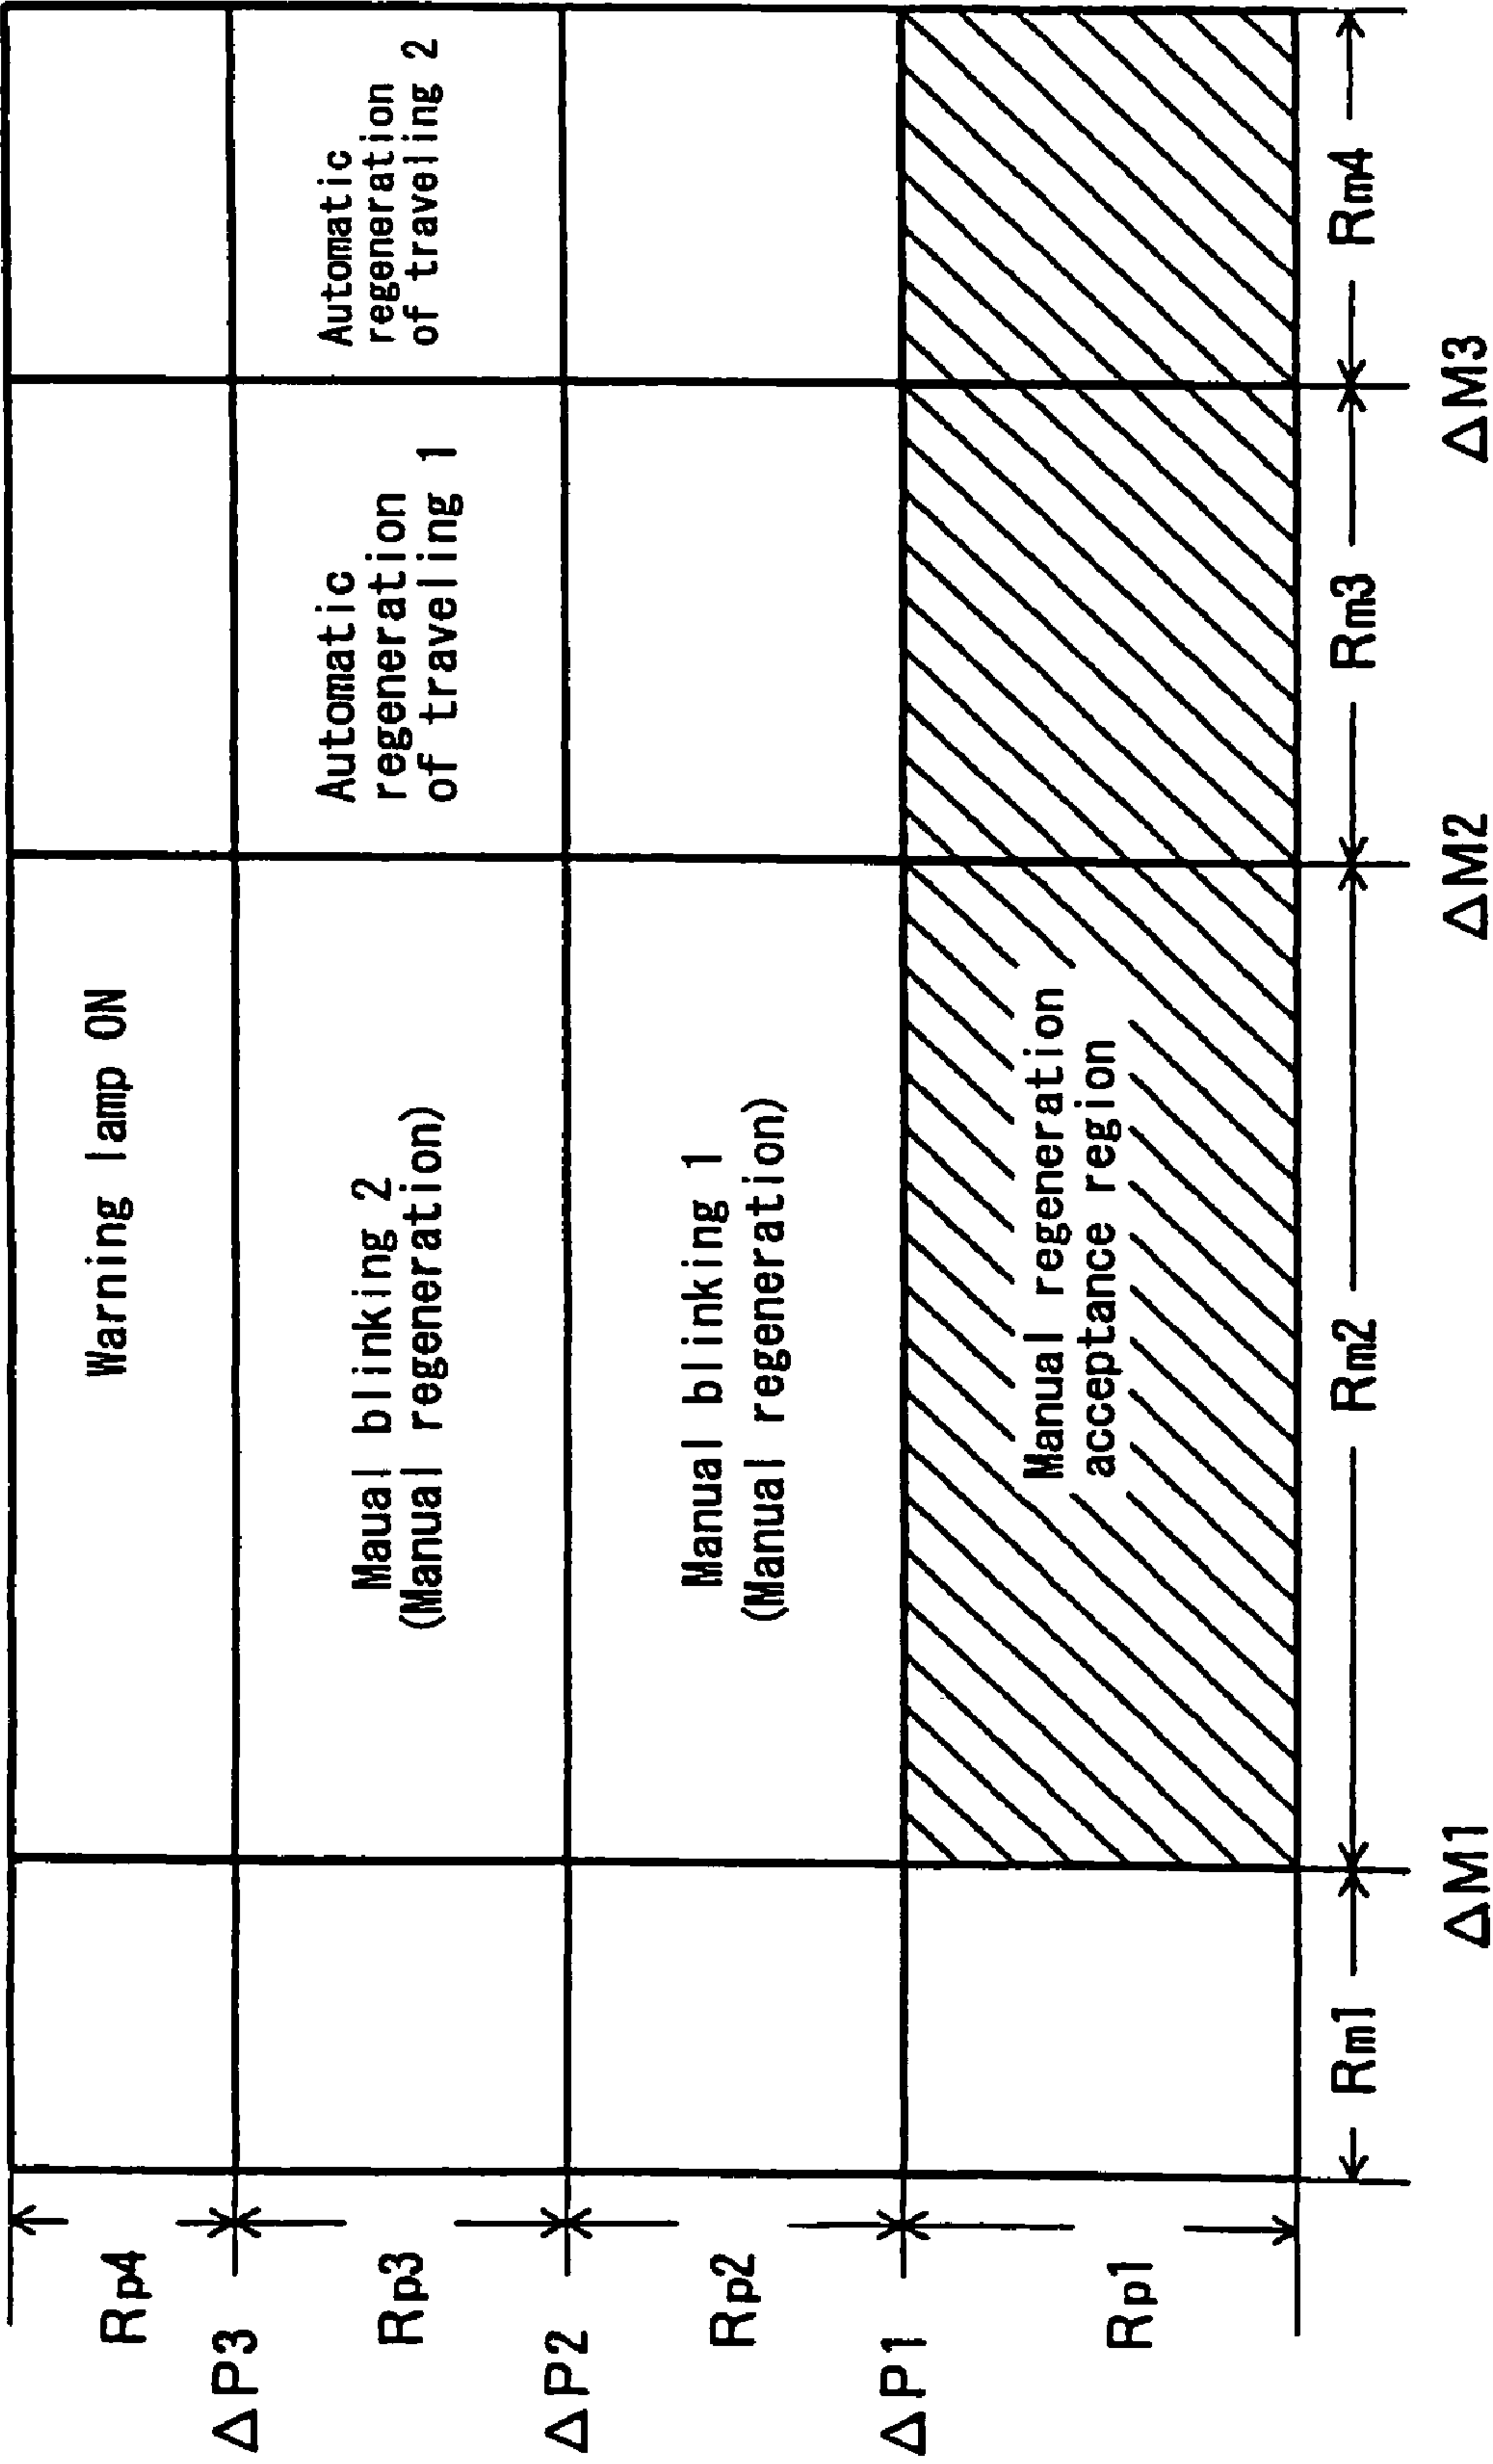 Rp4
ΔP3
Rp3
ΔP2
Rp2
ΔP1
Rp1
Warning lamp ON
Maual blinking 2
(Manual regeneration)
Automatic
regeneration
of traveling 1
Automatic
regeneration
of traveling 2
Manual blinking 1
(Manual regeneration)
Manual regeneration
acceptance region
Rm1
Rm2
Rm3
Rm4
ΔM1
ΔM2
ΔM3